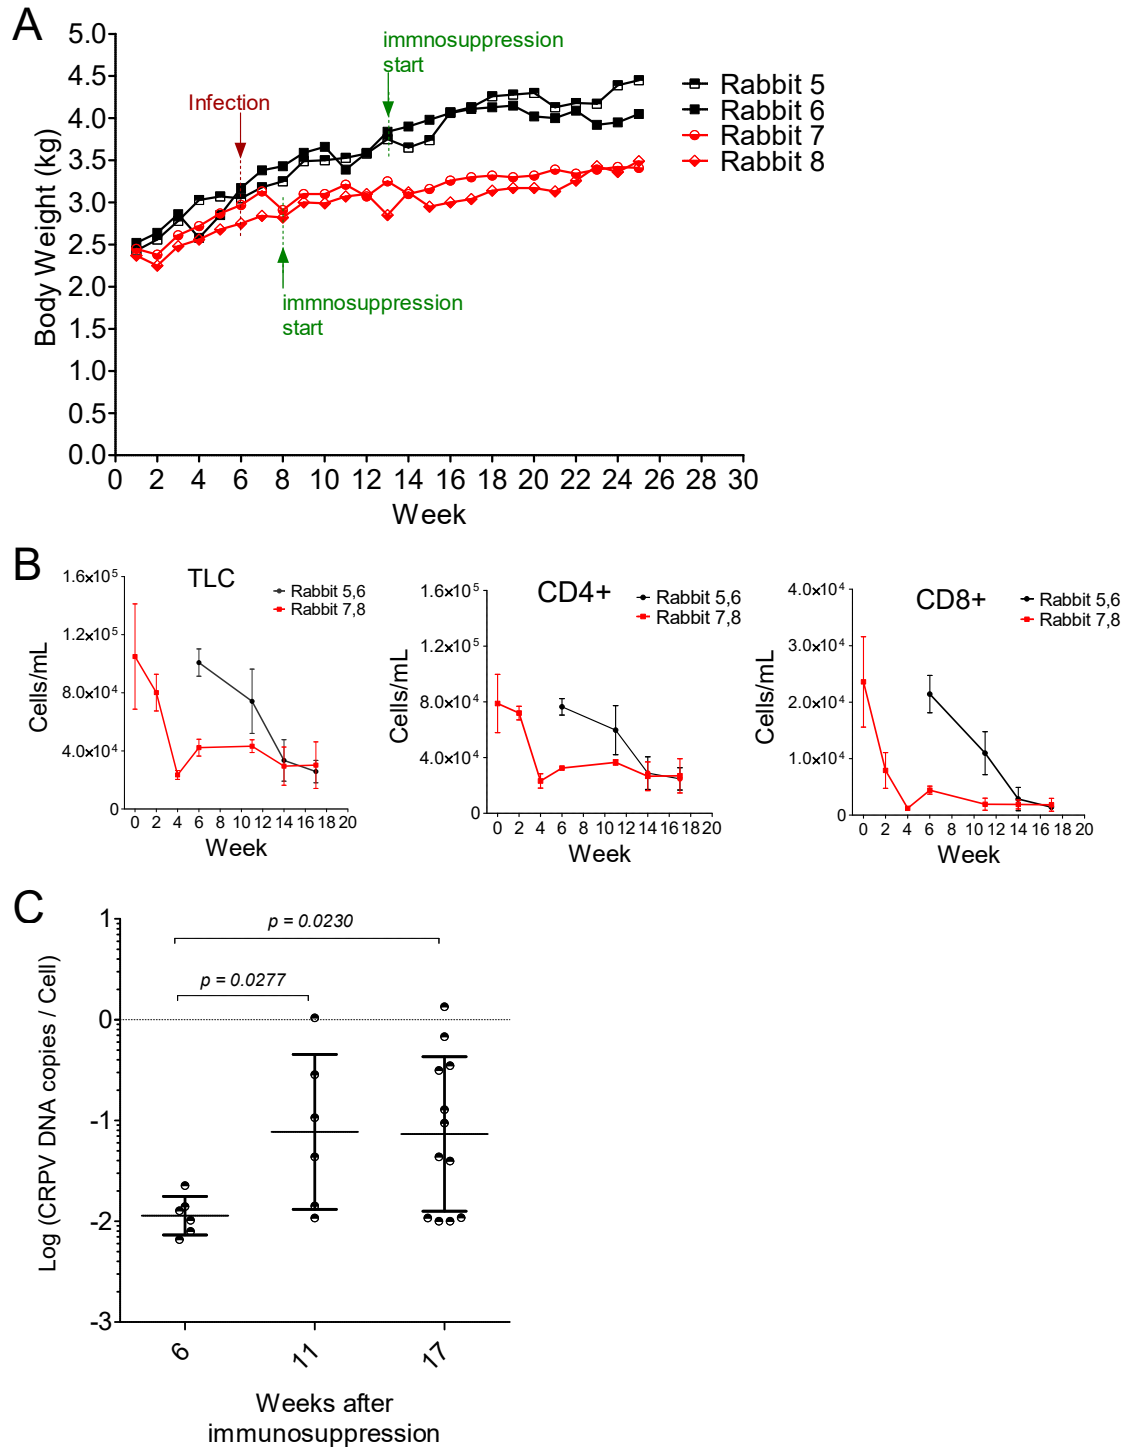 A
5.0
4.5
4.0
3.5
3.0
2.5
2.0
1.5
1.0
0.5
0.0
Body Weight (kg)
immnosuppression
start
Infection
immnosuppression
start
Rabbit 5
Rabbit 6
Rabbit 7
Rabbit 8
0 2 4 6 8 10 12 14 16 18 20 22 24 26 28 30
Week
B
TLC
Rabbit 5,6
Rabbit 7,8
1.6x10⁵
1.2x10⁵
8.0x10⁴
4.0x10⁴
0
Cells/mL
0 2 4 6 8 10 12 14 16 18 20
Week
CD4+
Rabbit 5,6
Rabbit 7,8
1.6x10⁵
1.2x10⁵
8.0x10⁴
4.0x10⁴
0
Cells/mL
0 2 4 6 8 10 12 14 16 18 20
Week
CD8+
Rabbit 5,6
Rabbit 7,8
4.0x10⁴
3.0x10⁴
2.0x10⁴
1.0x10⁴
0
Cells/mL
0 2 4 6 8 10 12 14 16 18 20
Week
C
1
0
-1
-2
-3
Log (CRPV DNA copies / Cell)
p = 0.0230
p = 0.0277
6 11 17
Weeks after
immunosuppression